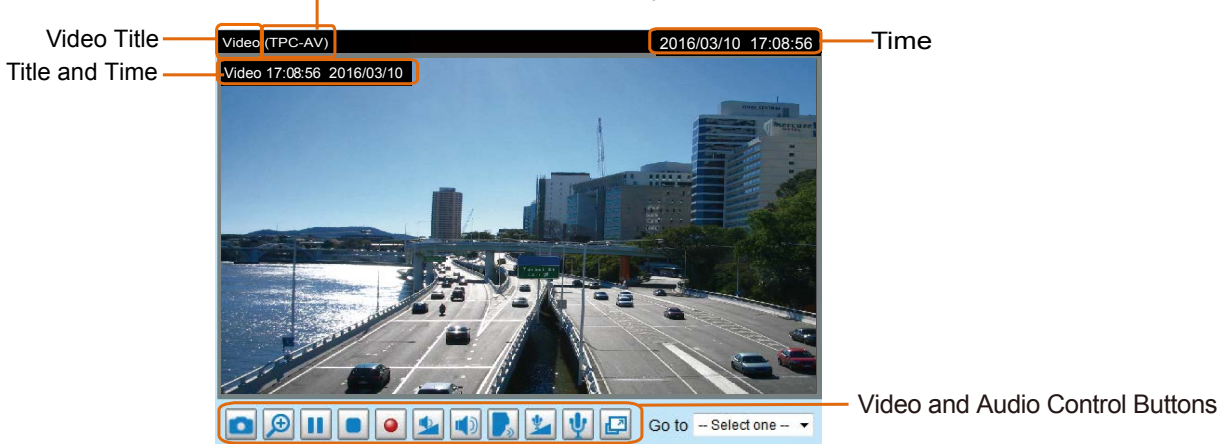 Video Title
Video (TPC-AV)
2016/03/10 17:08:56
Time
Title and Time
Video 17:08:56 2016/03/10
Video and Audio Control Buttons
Go to
-- Select one --